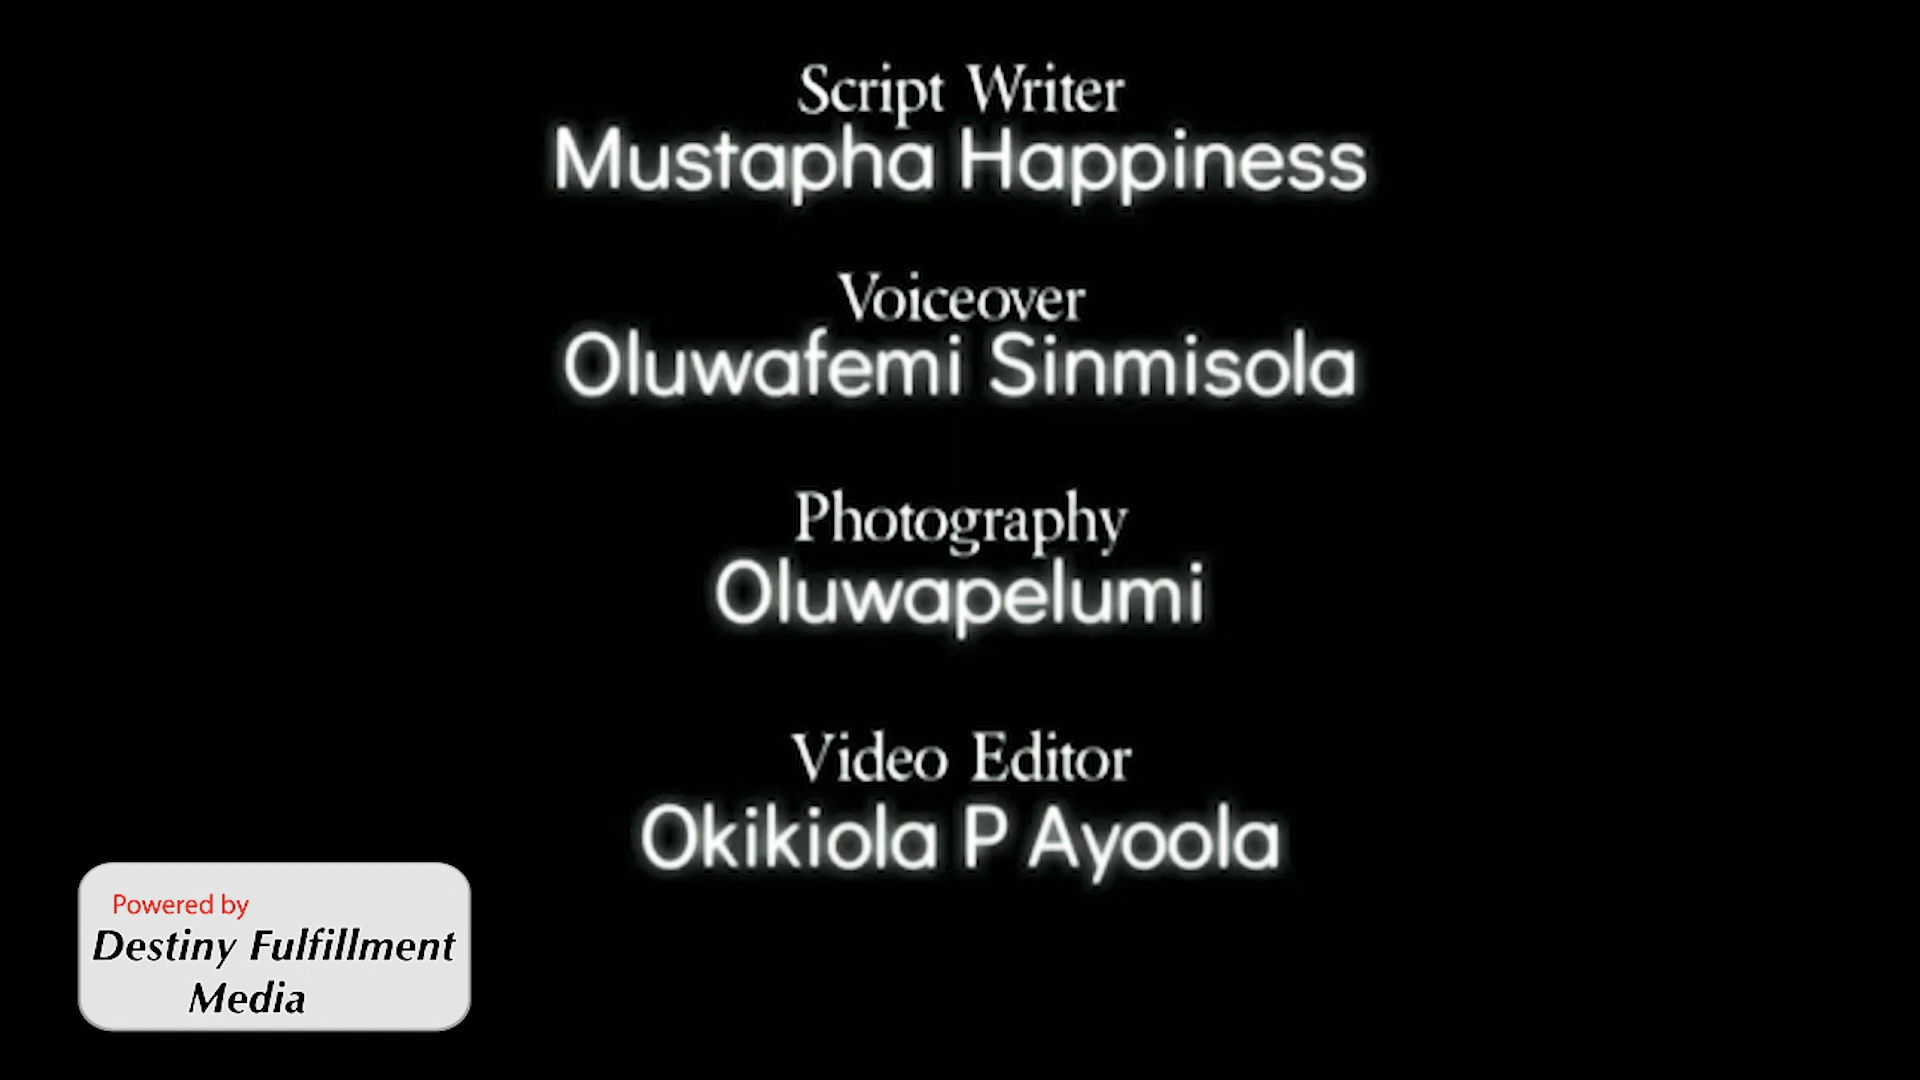 Script Writer
Mustapha Happiness
Voiceover
Oluwafemi Sinmisola
Photography
Oluwapelumi
Video Editor
Okikiola P Ayoola
Powered by
Destiny Fulfillment
Media